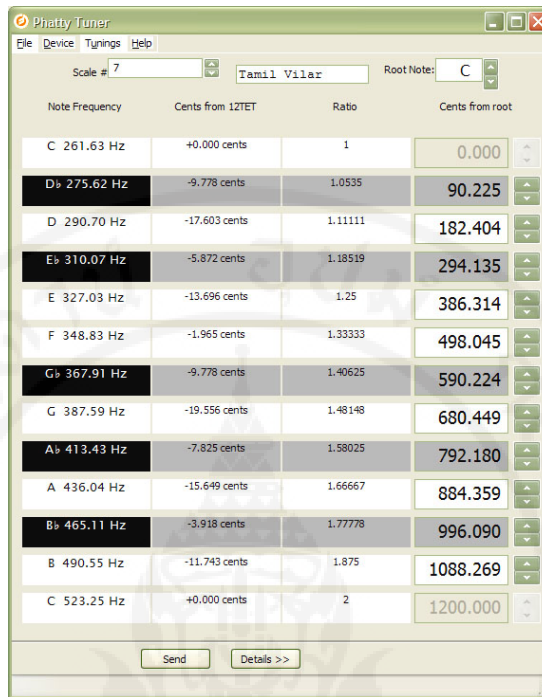 Phatty Tuner
File Device Tunings Help
Scale # 7 Tamil Vilar Root Note: C
Note Frequency Cents from 12TET Ratio Cents from root
C 261.63 Hz +0.000 cents 1 0.000
D♭ 275.62 Hz -9.778 cents 1.0535 90.225
D 290.70 Hz -17.603 cents 1.11111 182.404
E♭ 310.07 Hz -5.872 cents 1.18519 294.135
E 327.03 Hz -13.696 cents 1.25 386.314
F 348.83 Hz -1.965 cents 1.33333 498.045
G♭ 367.91 Hz -9.778 cents 1.40625 590.224
G 387.59 Hz -19.556 cents 1.48148 680.449
A♭ 413.43 Hz -7.825 cents 1.58025 792.180
A 436.04 Hz -15.649 cents 1.66667 884.359
B♭ 465.11 Hz -3.918 cents 1.77778 996.090
B 490.55 Hz -11.743 cents 1.875 1088.269
C 523.25 Hz +0.000 cents 2 1200.000
Send Details >>